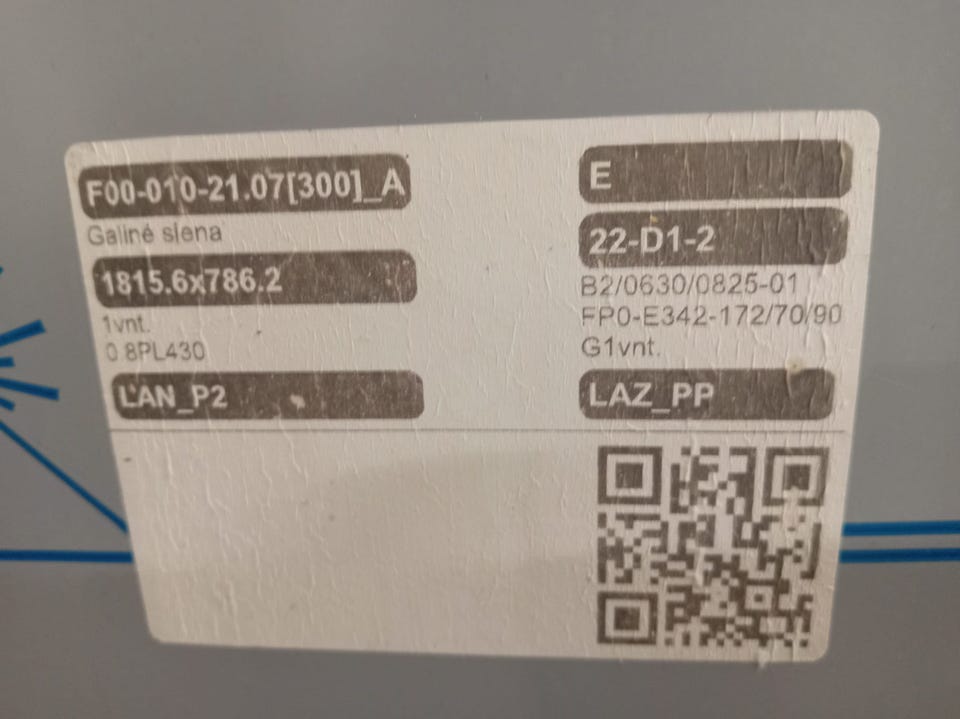 F00-010-21.07[300]_A
Galinė siena
1815.6x786.2
1vnt.
0.8PL430
LAN_P2
E
22-D1-2
B2/0630/0825-01
FP0-E342-172/70/90
G1vnt.
LAZ_PP